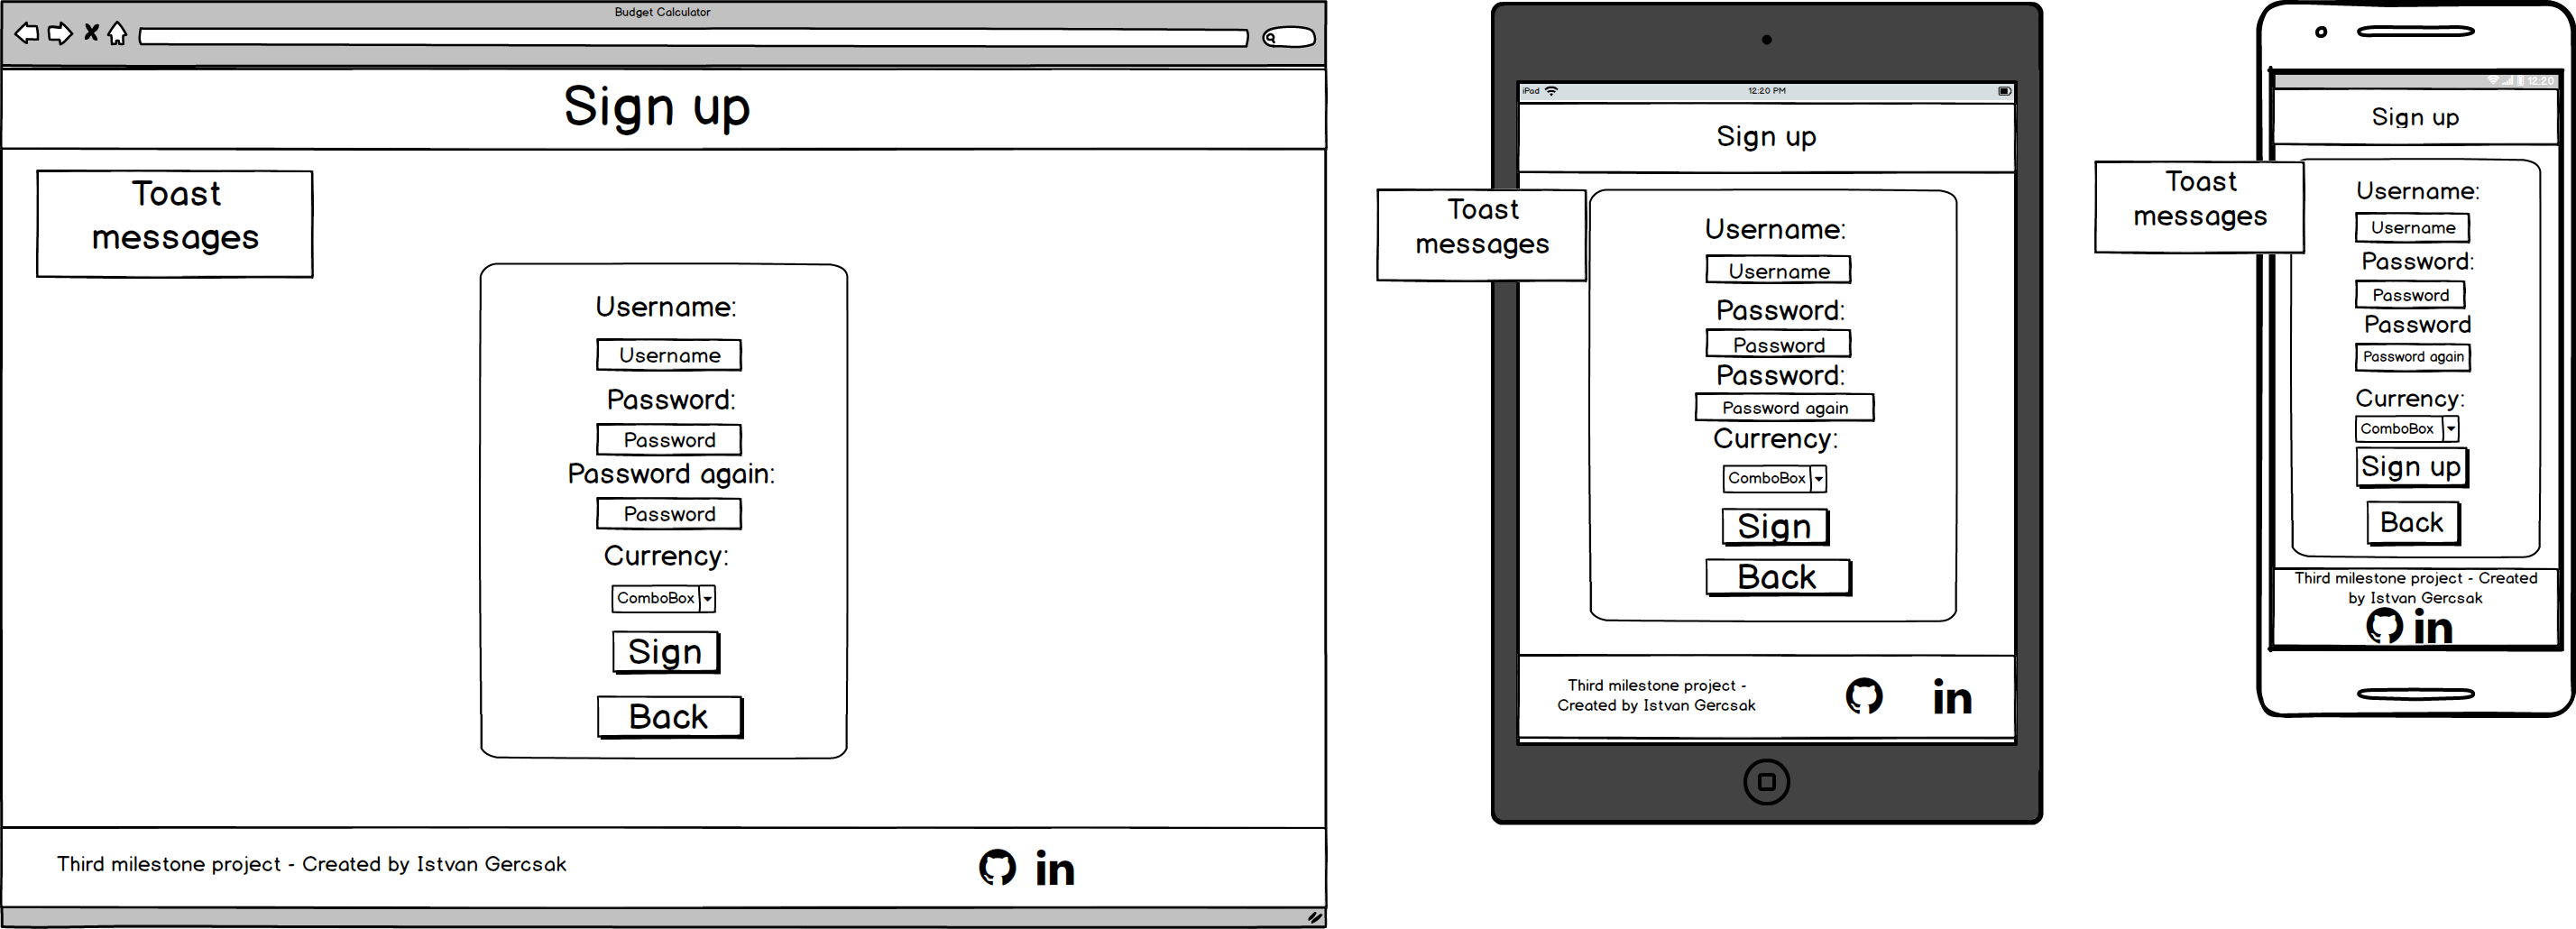 Budget Calculator
Sign up
Toast
messages
Username:
Username
Password:
Password
Password again:
Password
Currency:
ComboBox
Sign
Back
Third milestone project - Created by Istvan Gercsak
in
iPad
12:20 PM
Sign up
Toast
messages
Username:
Username
Password:
Password
Password:
Password again
Currency:
ComboBox
Sign
Back
Third milestone project -
Created by Istvan Gercsak
in
12:20
Sign up
Toast
messages
Username:
Username
Password:
Password
Password
Password again
Currency:
ComboBox
Sign up
Back
Third milestone project - Created
by Istvan Gercsak
in